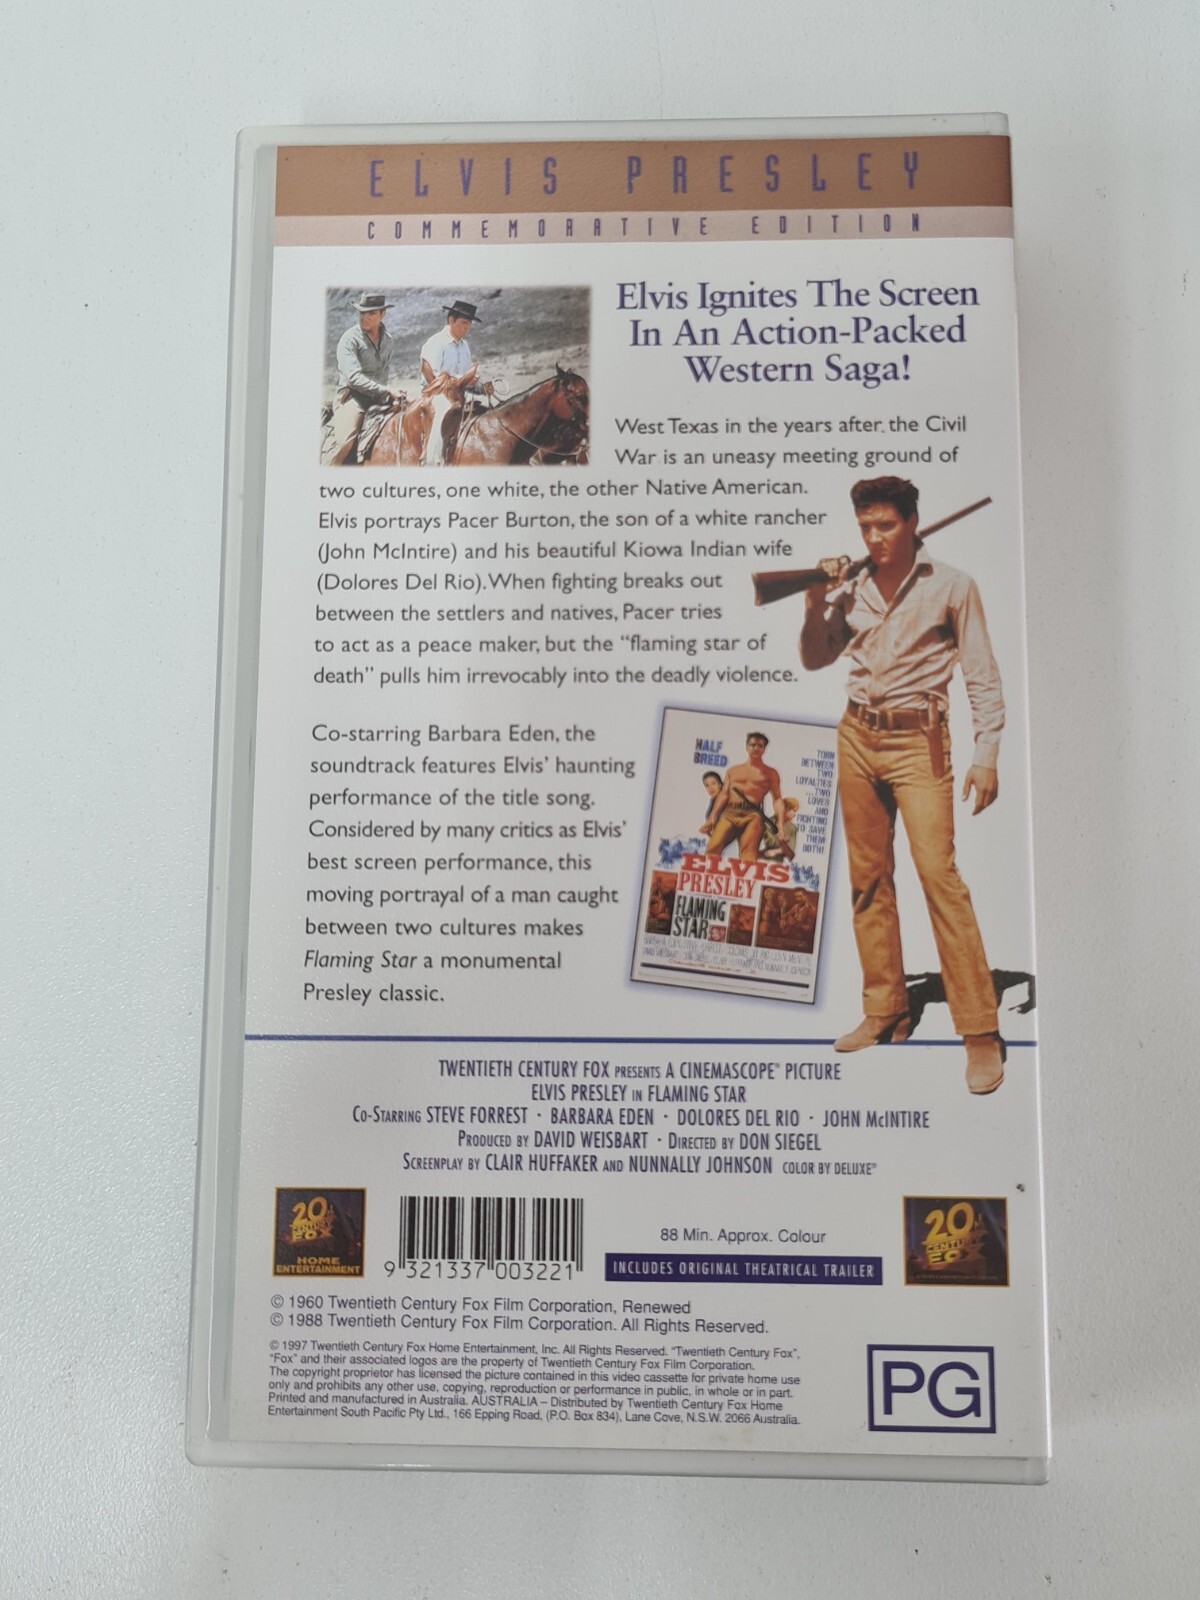 ELVIS PRESLEY
COMMEMORATIVE EDITION
Elvis Ignites The Screen
In An Action-Packed
Western Saga!
West Texas in the years after. the Civil
War is an uneasy meeting ground of
two cultures, one white, the other Native American.
Elvis portrays Pacer Burton, the son of a white rancher
(John McIntire) and his beautiful Kiowa Indian wife
(Dolores Del Rio). When fighting breaks out
between the settlers and natives, Pacer tries
to act as a peace maker, but the “flaming star of
death” pulls him irrevocably into the deadly violence.
Co-starring Barbara Eden, the
soundtrack features Elvis’ haunting
performance of the title song.
Considered by many critics as Elvis’
best screen performance, this
moving portrayal of a man caught
between two cultures makes
Flaming Star a monumental
Presley classic.
HALF
BREED
TORN
BETWEEN
TWO
LOYALTIES
...TWO
LOVES
AND
FIGHTING
TO SAVE
THEM
BOTH!
ELVIS
PRESLEY
FLAMING
STAR
TWENTIETH CENTURY FOX PRESENTS A CINEMASCOPE® PICTURE
ELVIS PRESLEY IN FLAMING STAR
CO-STARRING STEVE FORREST · BARBARA EDEN · DOLORES DEL RIO · JOHN McINTIRE
PRODUCED BY DAVID WEISBART · DIRECTED BY DON SIEGEL
SCREENPLAY BY CLAIR HUFFAKER AND NUNNALLY JOHNSON COLOR BY DELUXE®
20th
CENTURY
FOX
HOME
ENTERTAINMENT
9 321337 003221
88 Min. Approx. Colour
INCLUDES ORIGINAL THEATRICAL TRAILER
20th
CENTURY
FOX
© 1960 Twentieth Century Fox Film Corporation, Renewed
© 1988 Twentieth Century Fox Film Corporation. All Rights Reserved.
© 1997 Twentieth Century Fox Home Entertainment, Inc. All Rights Reserved. “Twentieth Century Fox”,
“Fox” and their associated logos are the property of Twentieth Century Fox Film Corporation.
The copyright proprietor has licensed the picture contained in this video cassette for private home use
only and prohibits any other use, copying, reproduction or performance in public, in whole or in part.
Printed and manufactured in Australia. AUSTRALIA – Distributed by Twentieth Century Fox Home
Entertainment South Pacific Pty Ltd., 166 Epping Road, (P.O. Box 834), Lane Cove, N.S.W. 2066 Australia.
PG